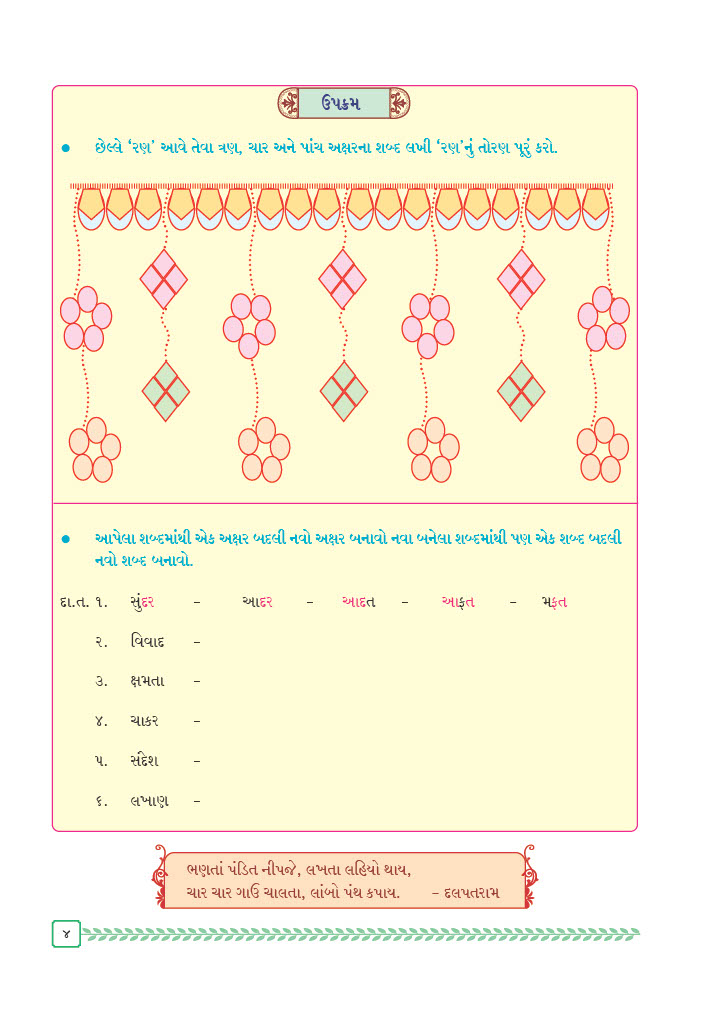 ઉપક્રમ
● છેલ્લે ‘રણ’ આવે તેવા ત્રણ, ચાર અને પાંચ અક્ષરના શબ્દ લખી ‘રણ’નું તોરણ પૂરું કરો.
● આપેલા શબ્દમાંથી એક અક્ષર બદલી નવો અક્ષર બનાવો નવા બનેલા શબ્દમાંથી પણ એક શબ્દ બદલી
નવો શબ્દ બનાવો.
દા.ત. ૧. સુંદર – આદર – આદત – આફત – મફત
૨. વિવાદ –
૩. ક્ષમતા –
૪. ચાકર –
૫. સંદેશ –
૬. લખાણ –
ભણતાં પંડિત નીપજે, લખતા લહિયો થાય,
ચાર ચાર ગાઉ ચાલતા, લાંબો પંથ કપાય. – દલપતરામ
૪